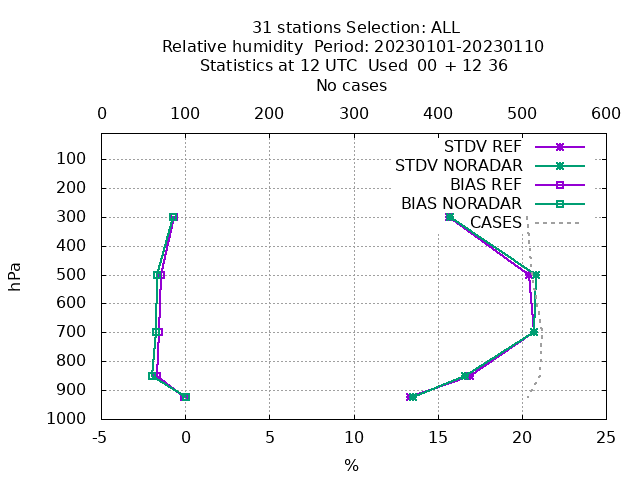 31 stations Selection: ALL
Relative humidity  Period: 20230101-20230110
Statistics at 12 UTC  Used  00 + 12 36
No cases
0 100 200 300 400 500 600
STDV REF
STDV NORADAR
BIAS REF
BIAS NORADAR
CASES
100
200
300
400
500
600
700
800
900
1000
hPa
-5 0 5 10 15 20 25
%